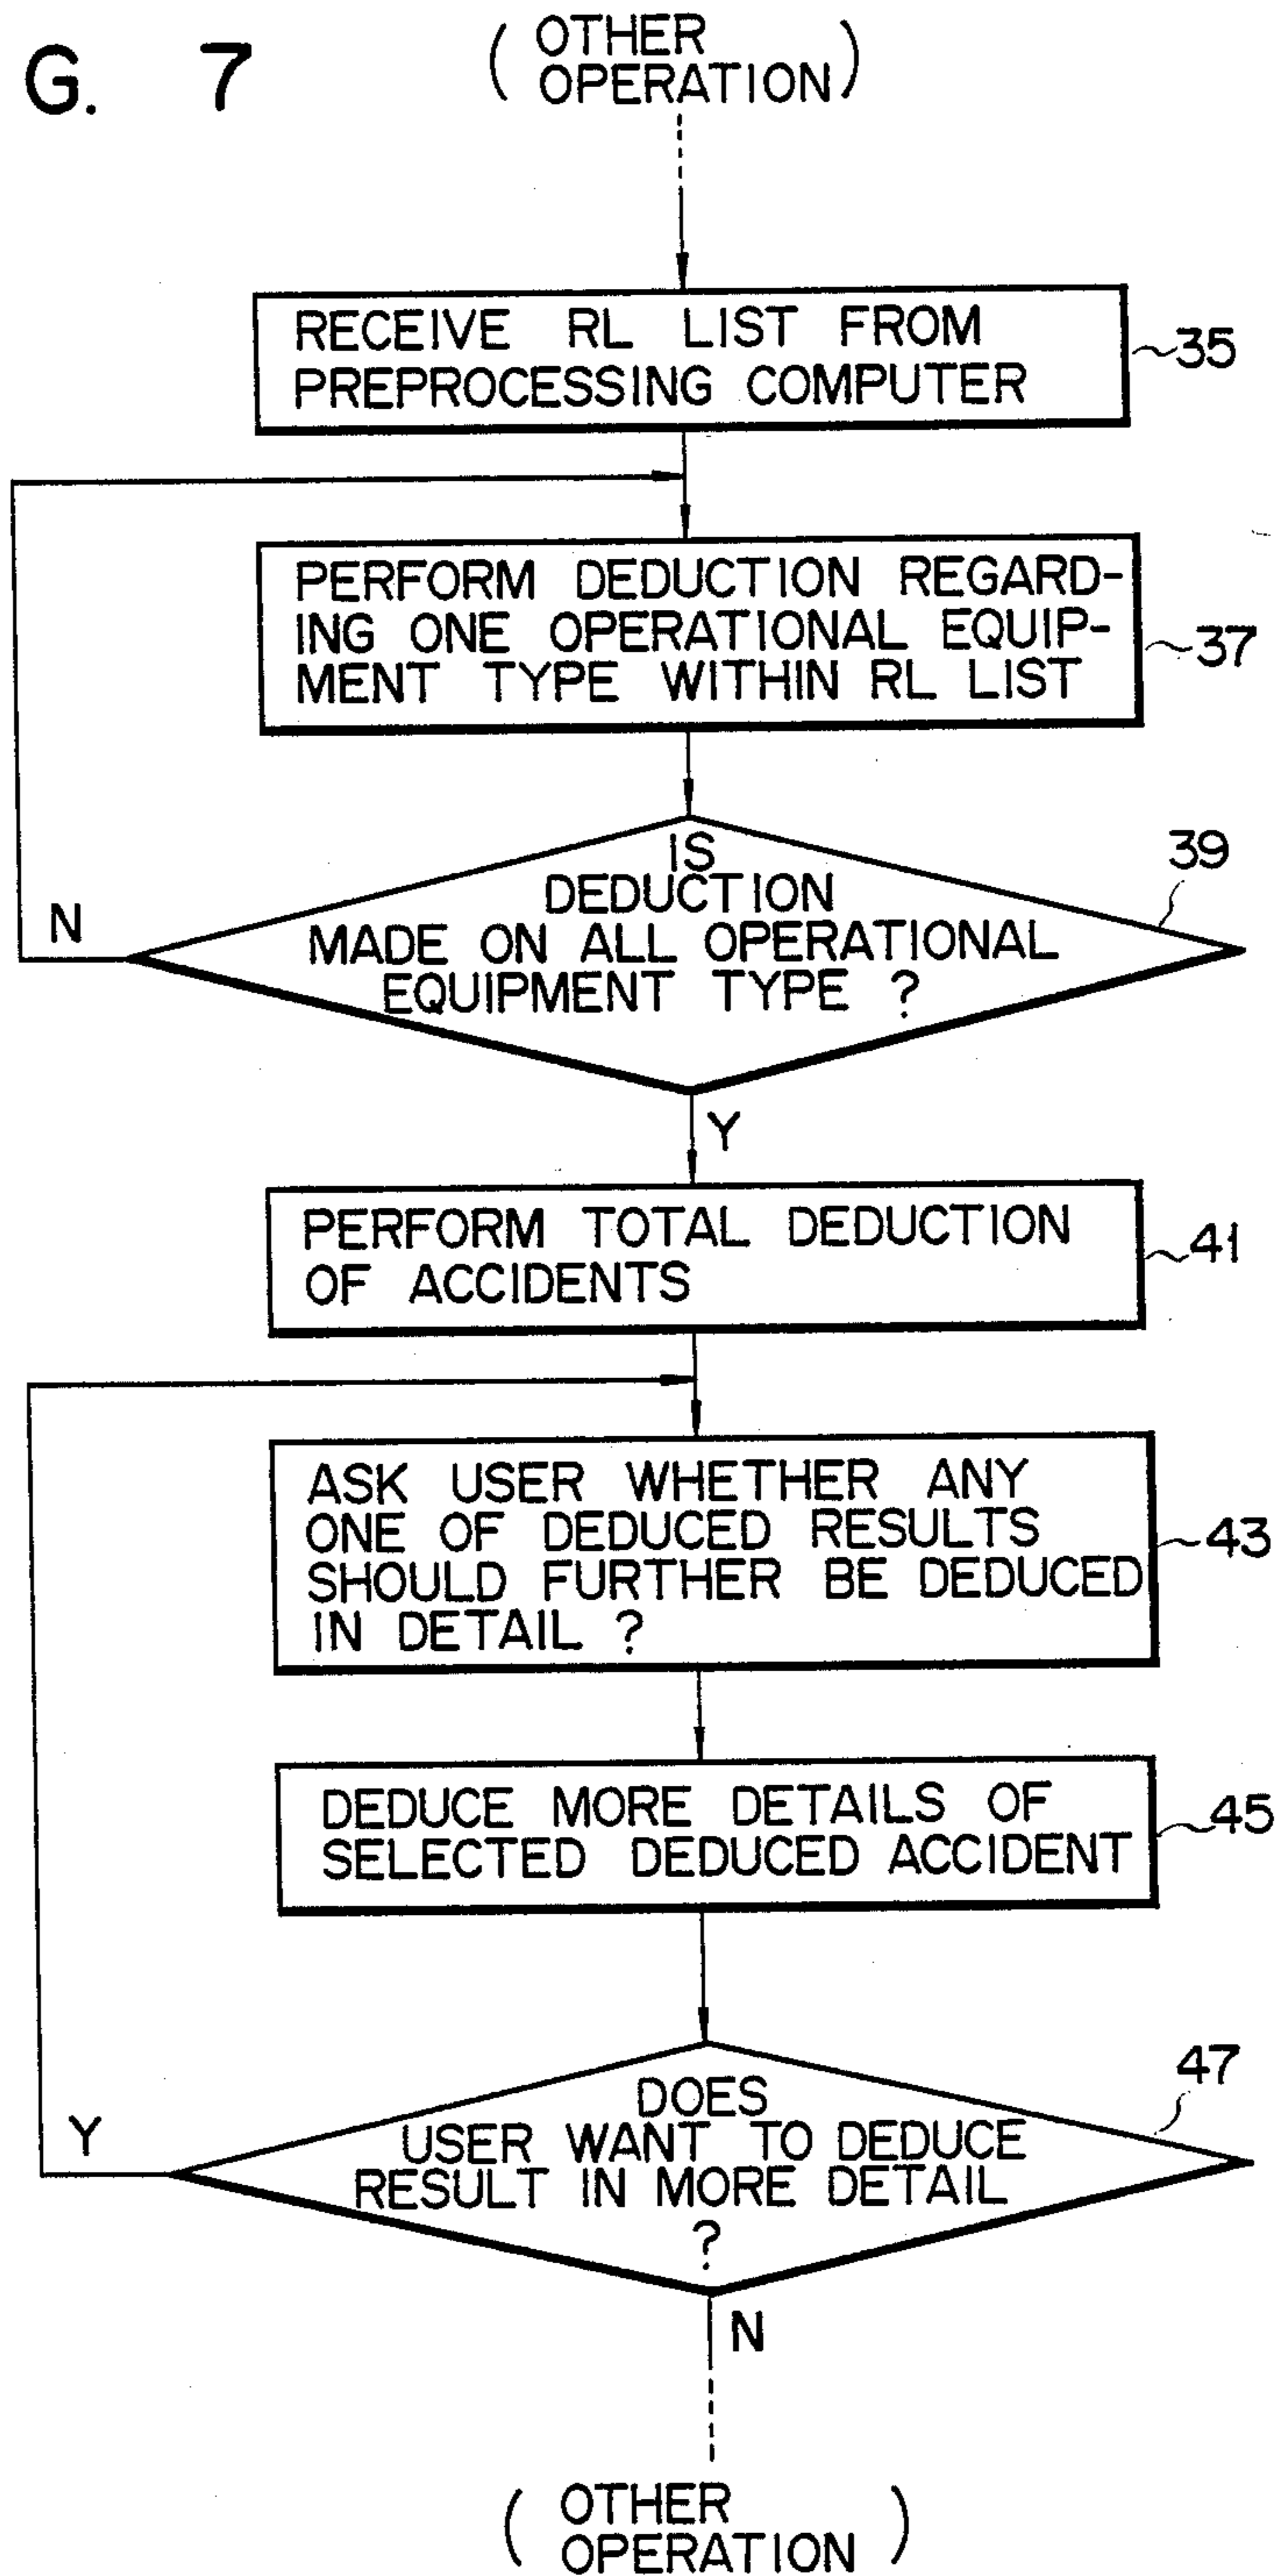 G. 7
( OTHER
OPERATION )
RECEIVE RL LIST FROM
PREPROCESSING COMPUTER
35
PERFORM DEDUCTION REGARD-
ING ONE OPERATIONAL EQUIP-
MENT TYPE WITHIN RL LIST
37
IS
DEDUCTION
MADE ON ALL OPERATIONAL
EQUIPMENT TYPE ?
39
N
Y
PERFORM TOTAL DEDUCTION
OF ACCIDENTS
41
ASK USER WHETHER ANY
ONE OF DEDUCED RESULTS
SHOULD FURTHER BE DEDUCED
IN DETAIL ?
43
DEDUCE MORE DETAILS OF
SELECTED DEDUCED ACCIDENT
45
DOES
USER WANT TO DEDUCE
RESULT IN MORE DETAIL
?
47
Y
N
( OTHER
OPERATION )